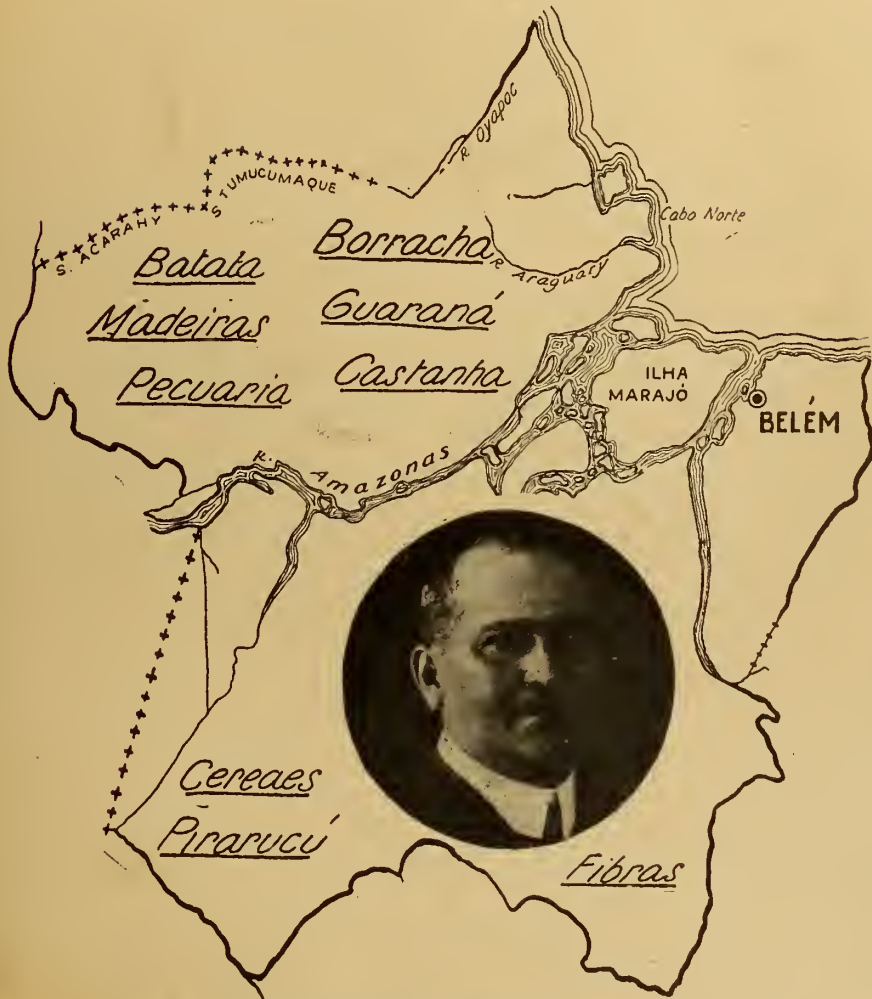 R. Oyapoc
S. TUMUCUMAQUE
S. ACARAHY
Cabo Norte
Batata
Borracha
R. Araguary
Madeiras
Guaraná
Pecuaria
Castanha
ILHA
MARAJÓ
BELÉM
R. Amazonas
Cereaes
Pirarucú
Fibras